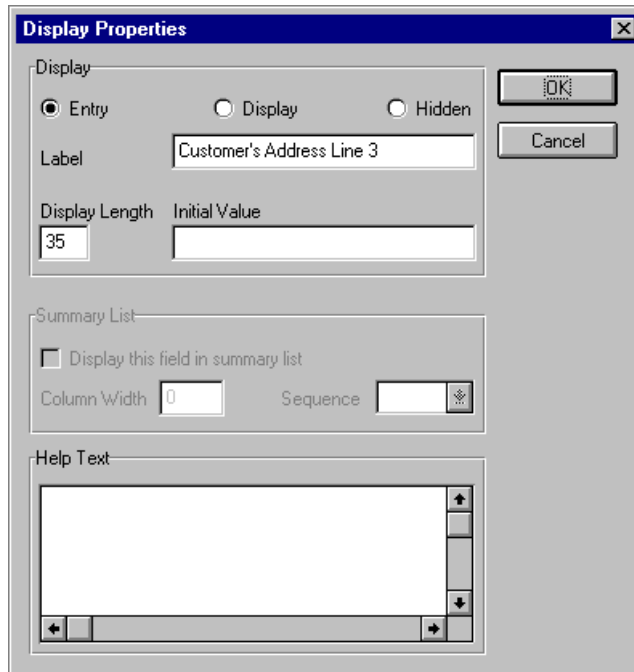 Display Properties
Display
Entry Display Hidden
Label Customer's Address Line 3
Display Length Initial Value
35
Summary List
Display this field in summary list
Column Width 0 Sequence
Help Text
OK
Cancel